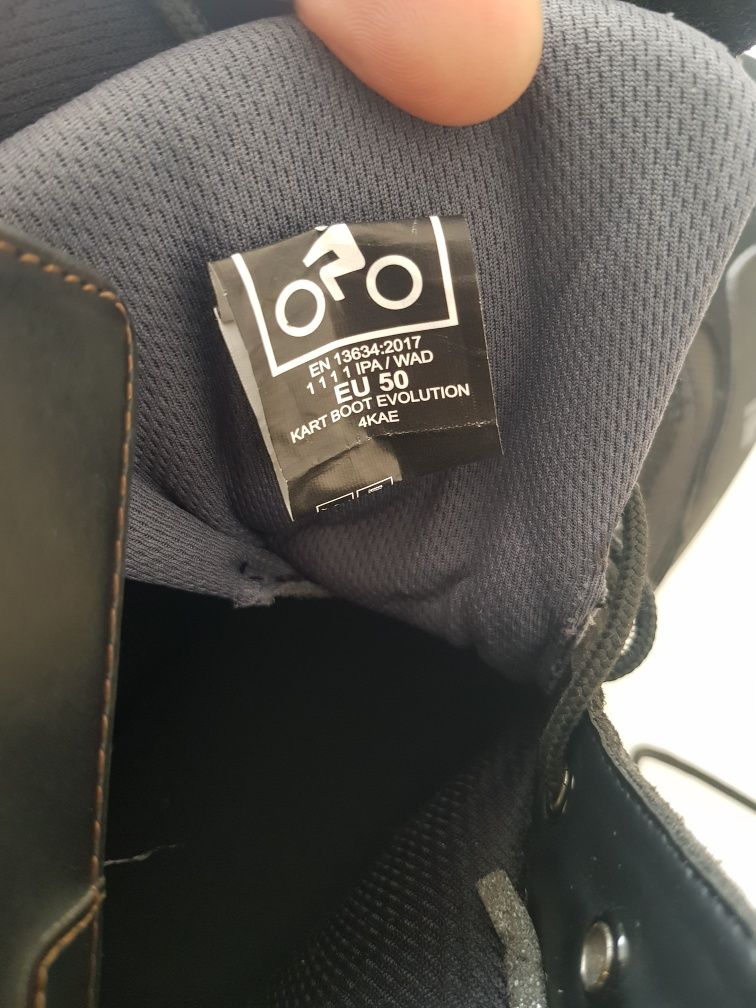 EN 13634:2017
1 1 1 1 IPA / WAD
EU 50
KART BOOT EVOLUTION
4KAE